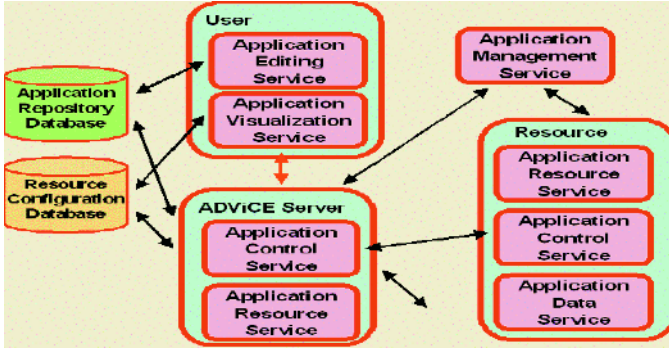 User
Application
Editing
Service
Application
Visualization
Service
Application
Management
Service
Application
Repository
Database
Resource
Configuration
Database
ADViCE Server
Application
Control
Service
Application
Resource
Service
Resource
Application
Resource
Service
Application
Control
Service
Application
Data
Service